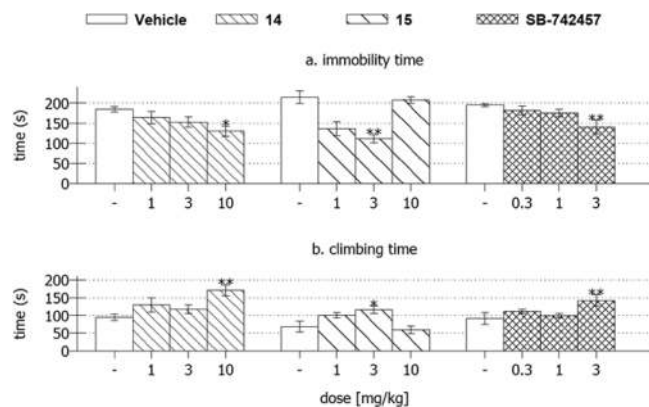 Vehicle 14 15 SB-742457
a. immobility time
time (s)
200
150
100
50
0
* ** **
- 1 3 10 - 1 3 10 - 0.3 1 3
b. climbing time
time (s)
200
150
100
50
0
** * **
- 1 3 10 - 1 3 10 - 0.3 1 3
dose [mg/kg]